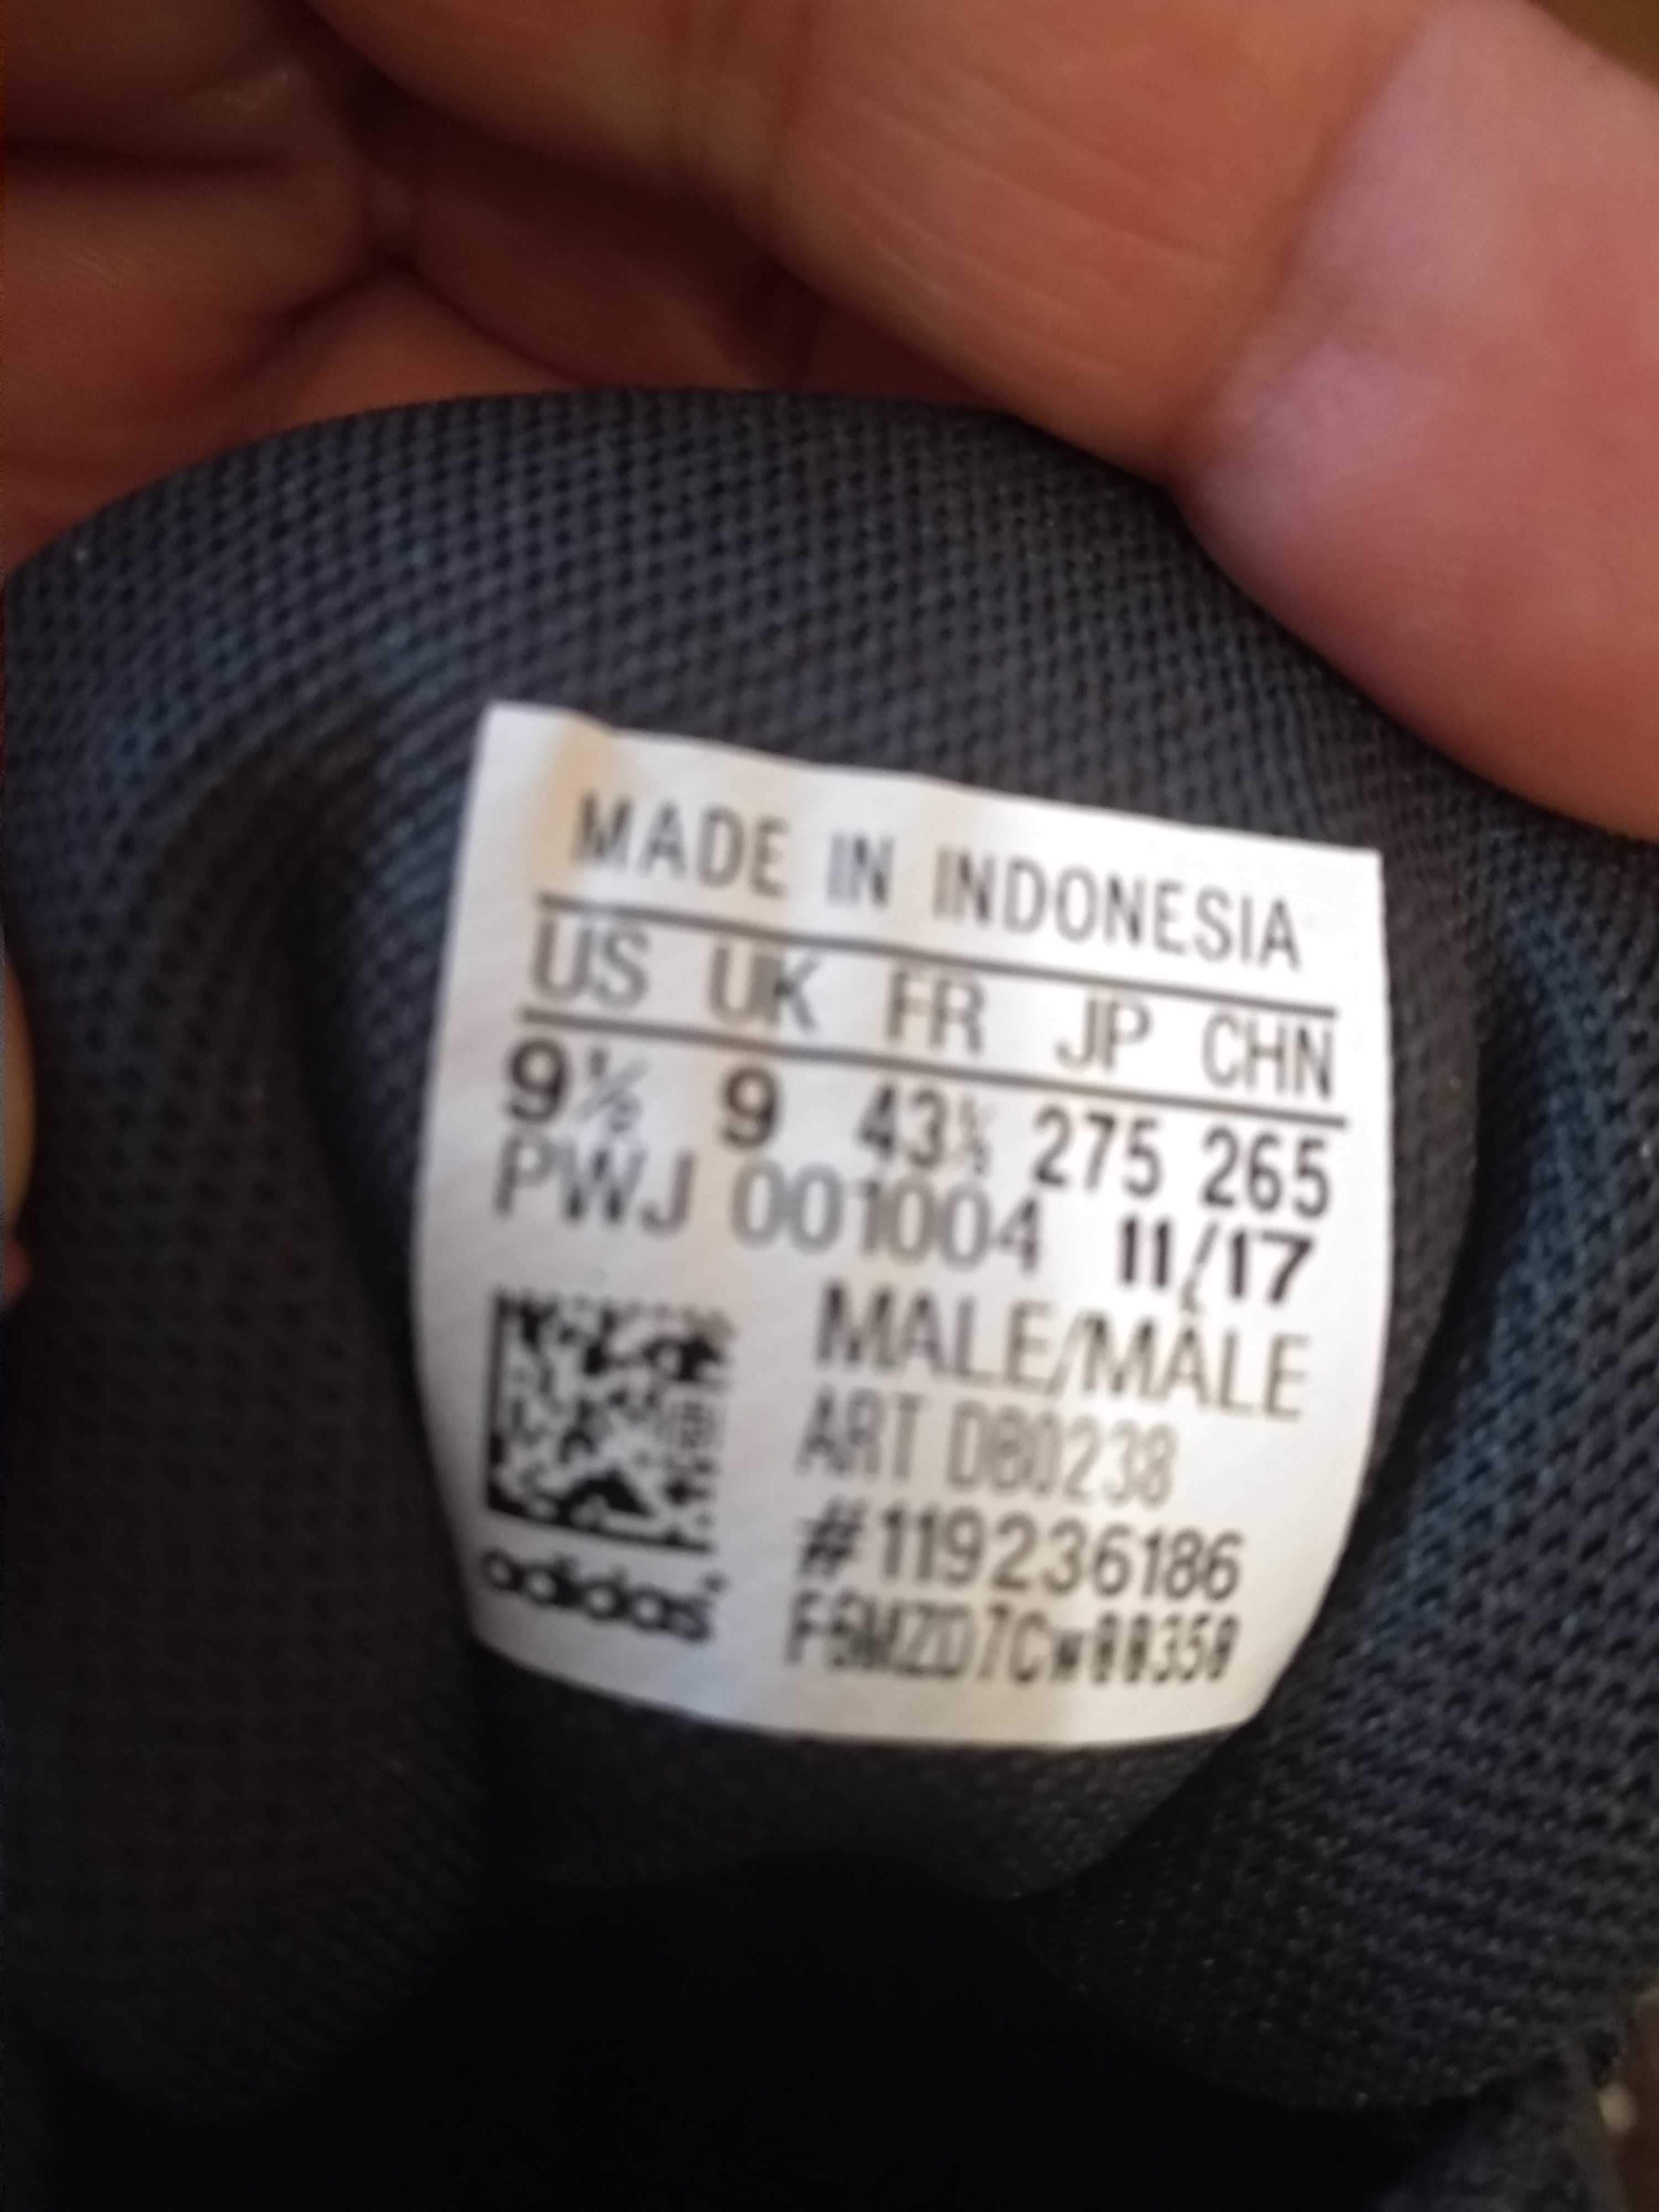 MADE IN INDONESIA
US UK FR JP CHN
9½ 9 43⅓ 275 265
PWJ 001004 11/17
MALE/MÂLE
ART DB0238
#119236186
adidas